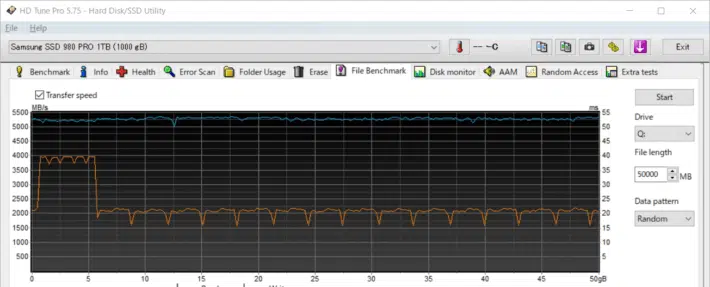 HD Tune Pro 5.75 - Hard Disk/SSD Utility
File Help
Samsung SSD 980 PRO 1TB (1000 gB)
Exit
Benchmark Info Health Error Scan Folder Usage Erase File Benchmark Disk monitor AAM Random Access Extra tests
Transfer speed
Start
MB/s ms
5500 55
5000 50
4500 45
4000 40
3500 35
3000 30
2500 25
2000 20
1500 15
1000 10
500 5
0 5 10 15 20 25 30 35 40 45 50gB
Drive
Q:
File length
50000 MB
Data pattern
Random